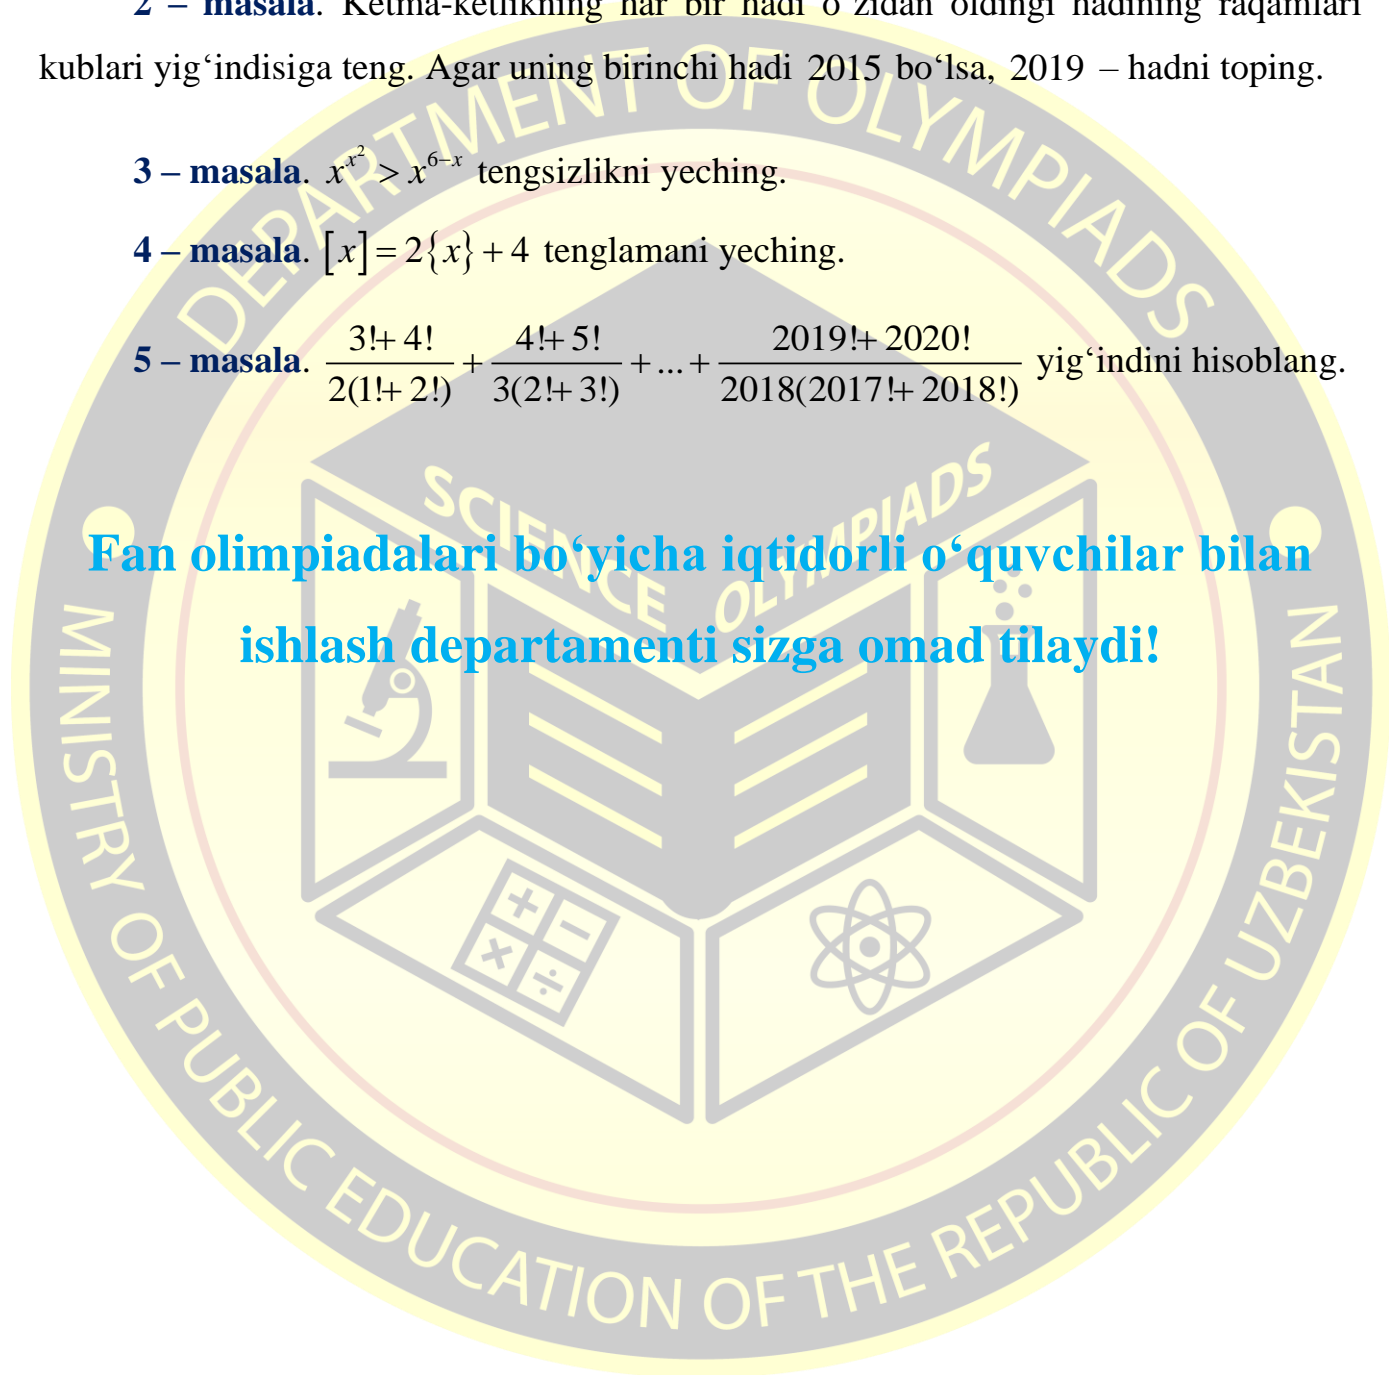 2 – masala. Ketma-ketlikning har bir hadi o‘zidan oldingi hadining raqamlari
kublari yig‘indisiga teng. Agar uning birinchi hadi 2015 bo‘lsa, 2019 – hadni toping.
3 – masala. x^{x^2} > x^{6−x} tengsizlikni yeching.
4 – masala. [x] = 2{x} + 4 tenglamani yeching.
5 – masala. \frac{3!+4!}{2(1!+2!)} + \frac{4!+5!}{3(2!+3!)} + ... + \frac{2019!+2020!}{2018(2017!+2018!)} yig‘indini hisoblang.
Fan olimpiadalari bo‘yicha iqtidorli o‘quvchilar bilan
ishlash departamenti sizga omad tilaydi!
DEPARTMENT OF OLYMPIADS
SCIENCE OLYMPIADS
MINISTRY OF PUBLIC EDUCATION OF THE REPUBLIC OF UZBEKISTAN